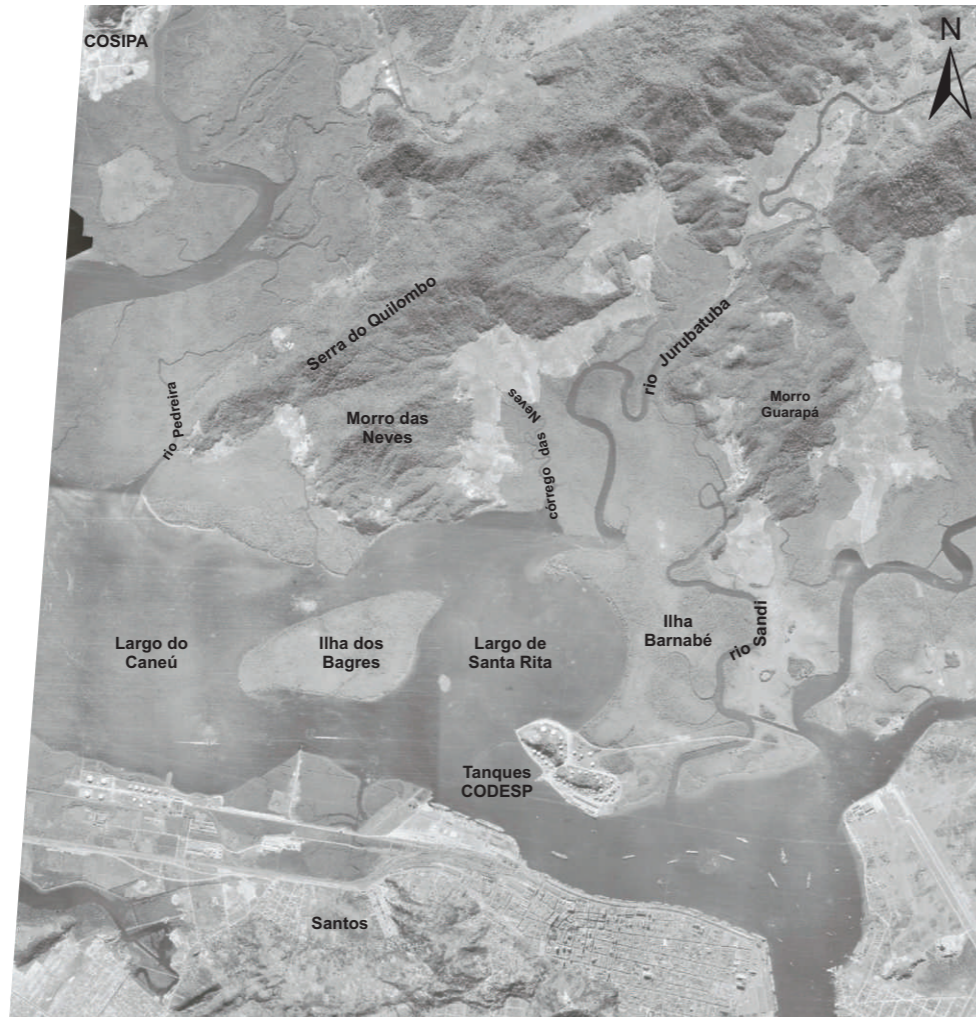 COSIPA
N
Serra do Quilombo
rio Jurubatuba
rio Pedreira
Morro das
Neves
córrego das Neves
Morro
Guarapá
Largo do
Caneú
Ilha dos
Bagres
Largo de
Santa Rita
Ilha
Barnabé
rio Sandi
Tanques
CODESP
Santos